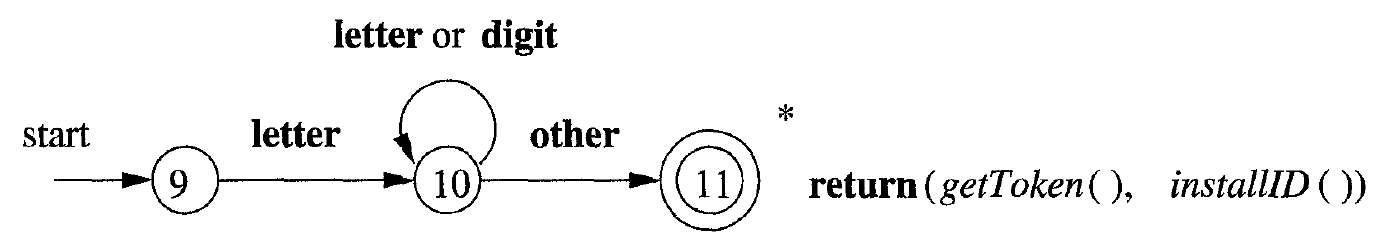 letter or digit
start letter other *
9 10 11 return(getToken( ), installID ( ))